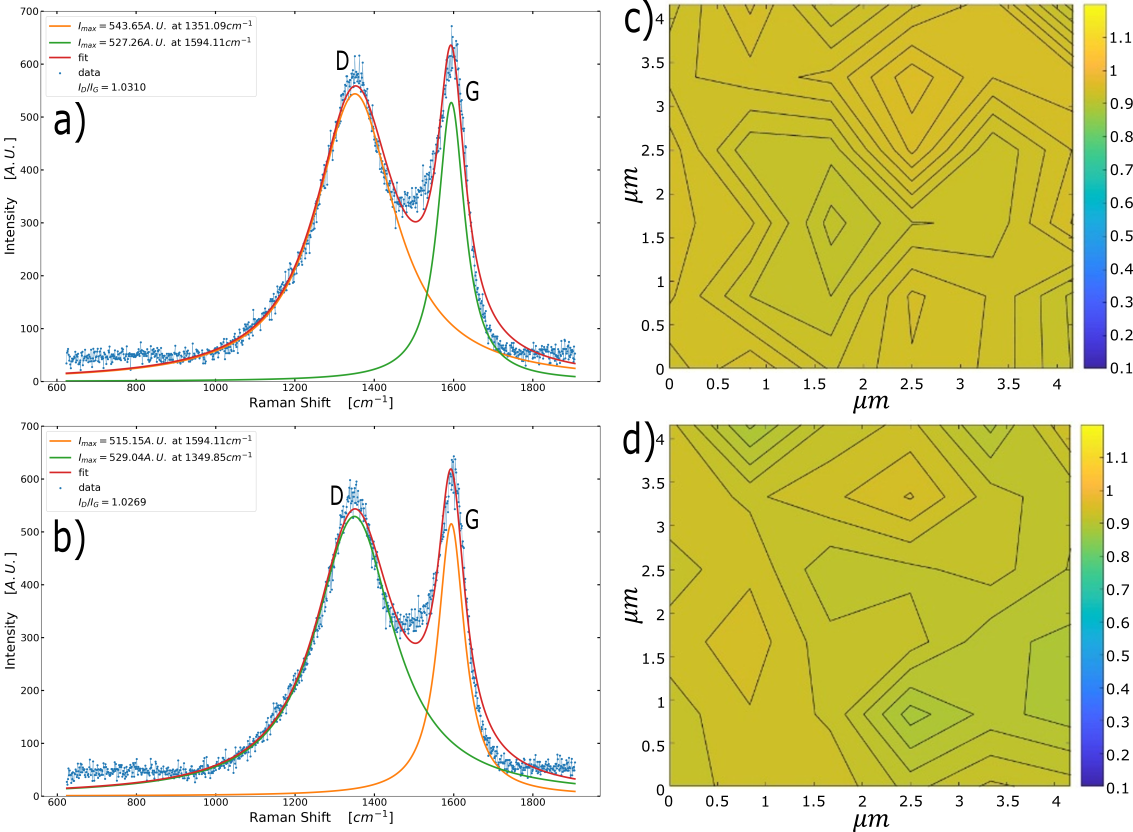 I_max = 543.65 A.U. at 1351.09cm⁻¹
I_max = 527.26 A.U. at 1594.11cm⁻¹
fit
data
I_D/I_G = 1.0310
a)
D
G
700
600
500
400
300
200
100
0
Intensity [A.U.]
600 800 1000 1200 1400 1600 1800
Raman Shift [cm⁻¹]
c)
4
3.5
3
2.5
2
1.5
1
0.5
0
μm
0 0.5 1 1.5 2 2.5 3 3.5 4
μm
1.1
1
0.9
0.8
0.7
0.6
0.5
0.4
0.3
0.2
0.1
I_max = 515.15 A.U. at 1594.11cm⁻¹
I_max = 529.04 A.U. at 1349.85cm⁻¹
fit
data
I_D/I_G = 1.0269
b)
D
G
700
600
500
400
300
200
100
0
Intensity [A.U.]
600 800 1000 1200 1400 1600 1800
Raman Shift [cm⁻¹]
d)
4
3.5
3
2.5
2
1.5
1
0.5
0
μm
0 0.5 1 1.5 2 2.5 3 3.5 4
μm
1.1
1
0.9
0.8
0.7
0.6
0.5
0.4
0.3
0.2
0.1